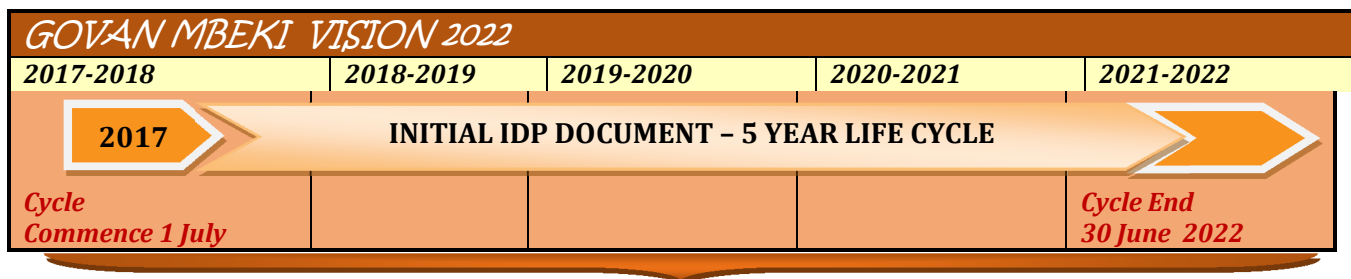 GOVAN MBEKI VISION 2022
2017-2018 2018-2019 2019-2020 2020-2021 2021-2022
2017 INITIAL IDP DOCUMENT – 5 YEAR LIFE CYCLE
Cycle Cycle End
Commence 1 July 30 June 2022